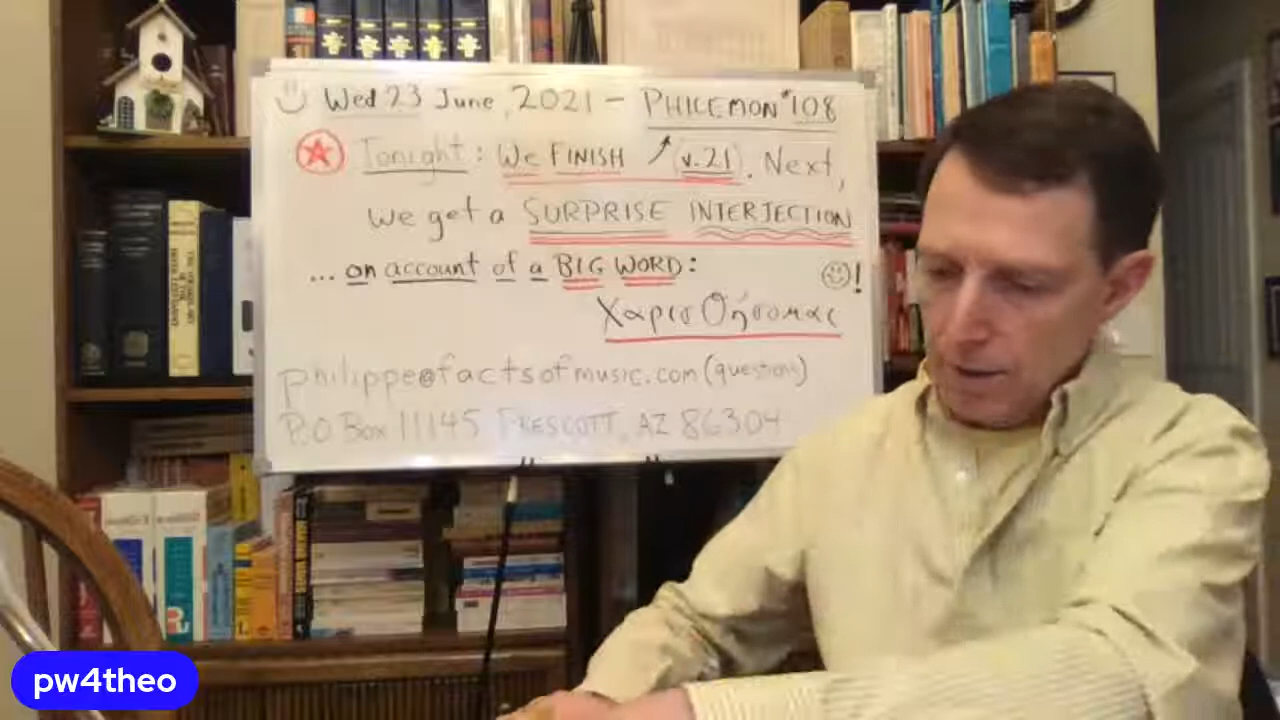 Wed 23 June, 2021 - PHILEMON #108
Tonight: We FINISH ↗ (v.21). Next,
we get a SURPRISE INTERJECTION
... on account of a BIG WORD: ☺!
Χαρισθήσομαι
philippe@factsofmusic.com (questions)
P.O Box 11145 PRESCOTT, AZ 86304
pw4theo